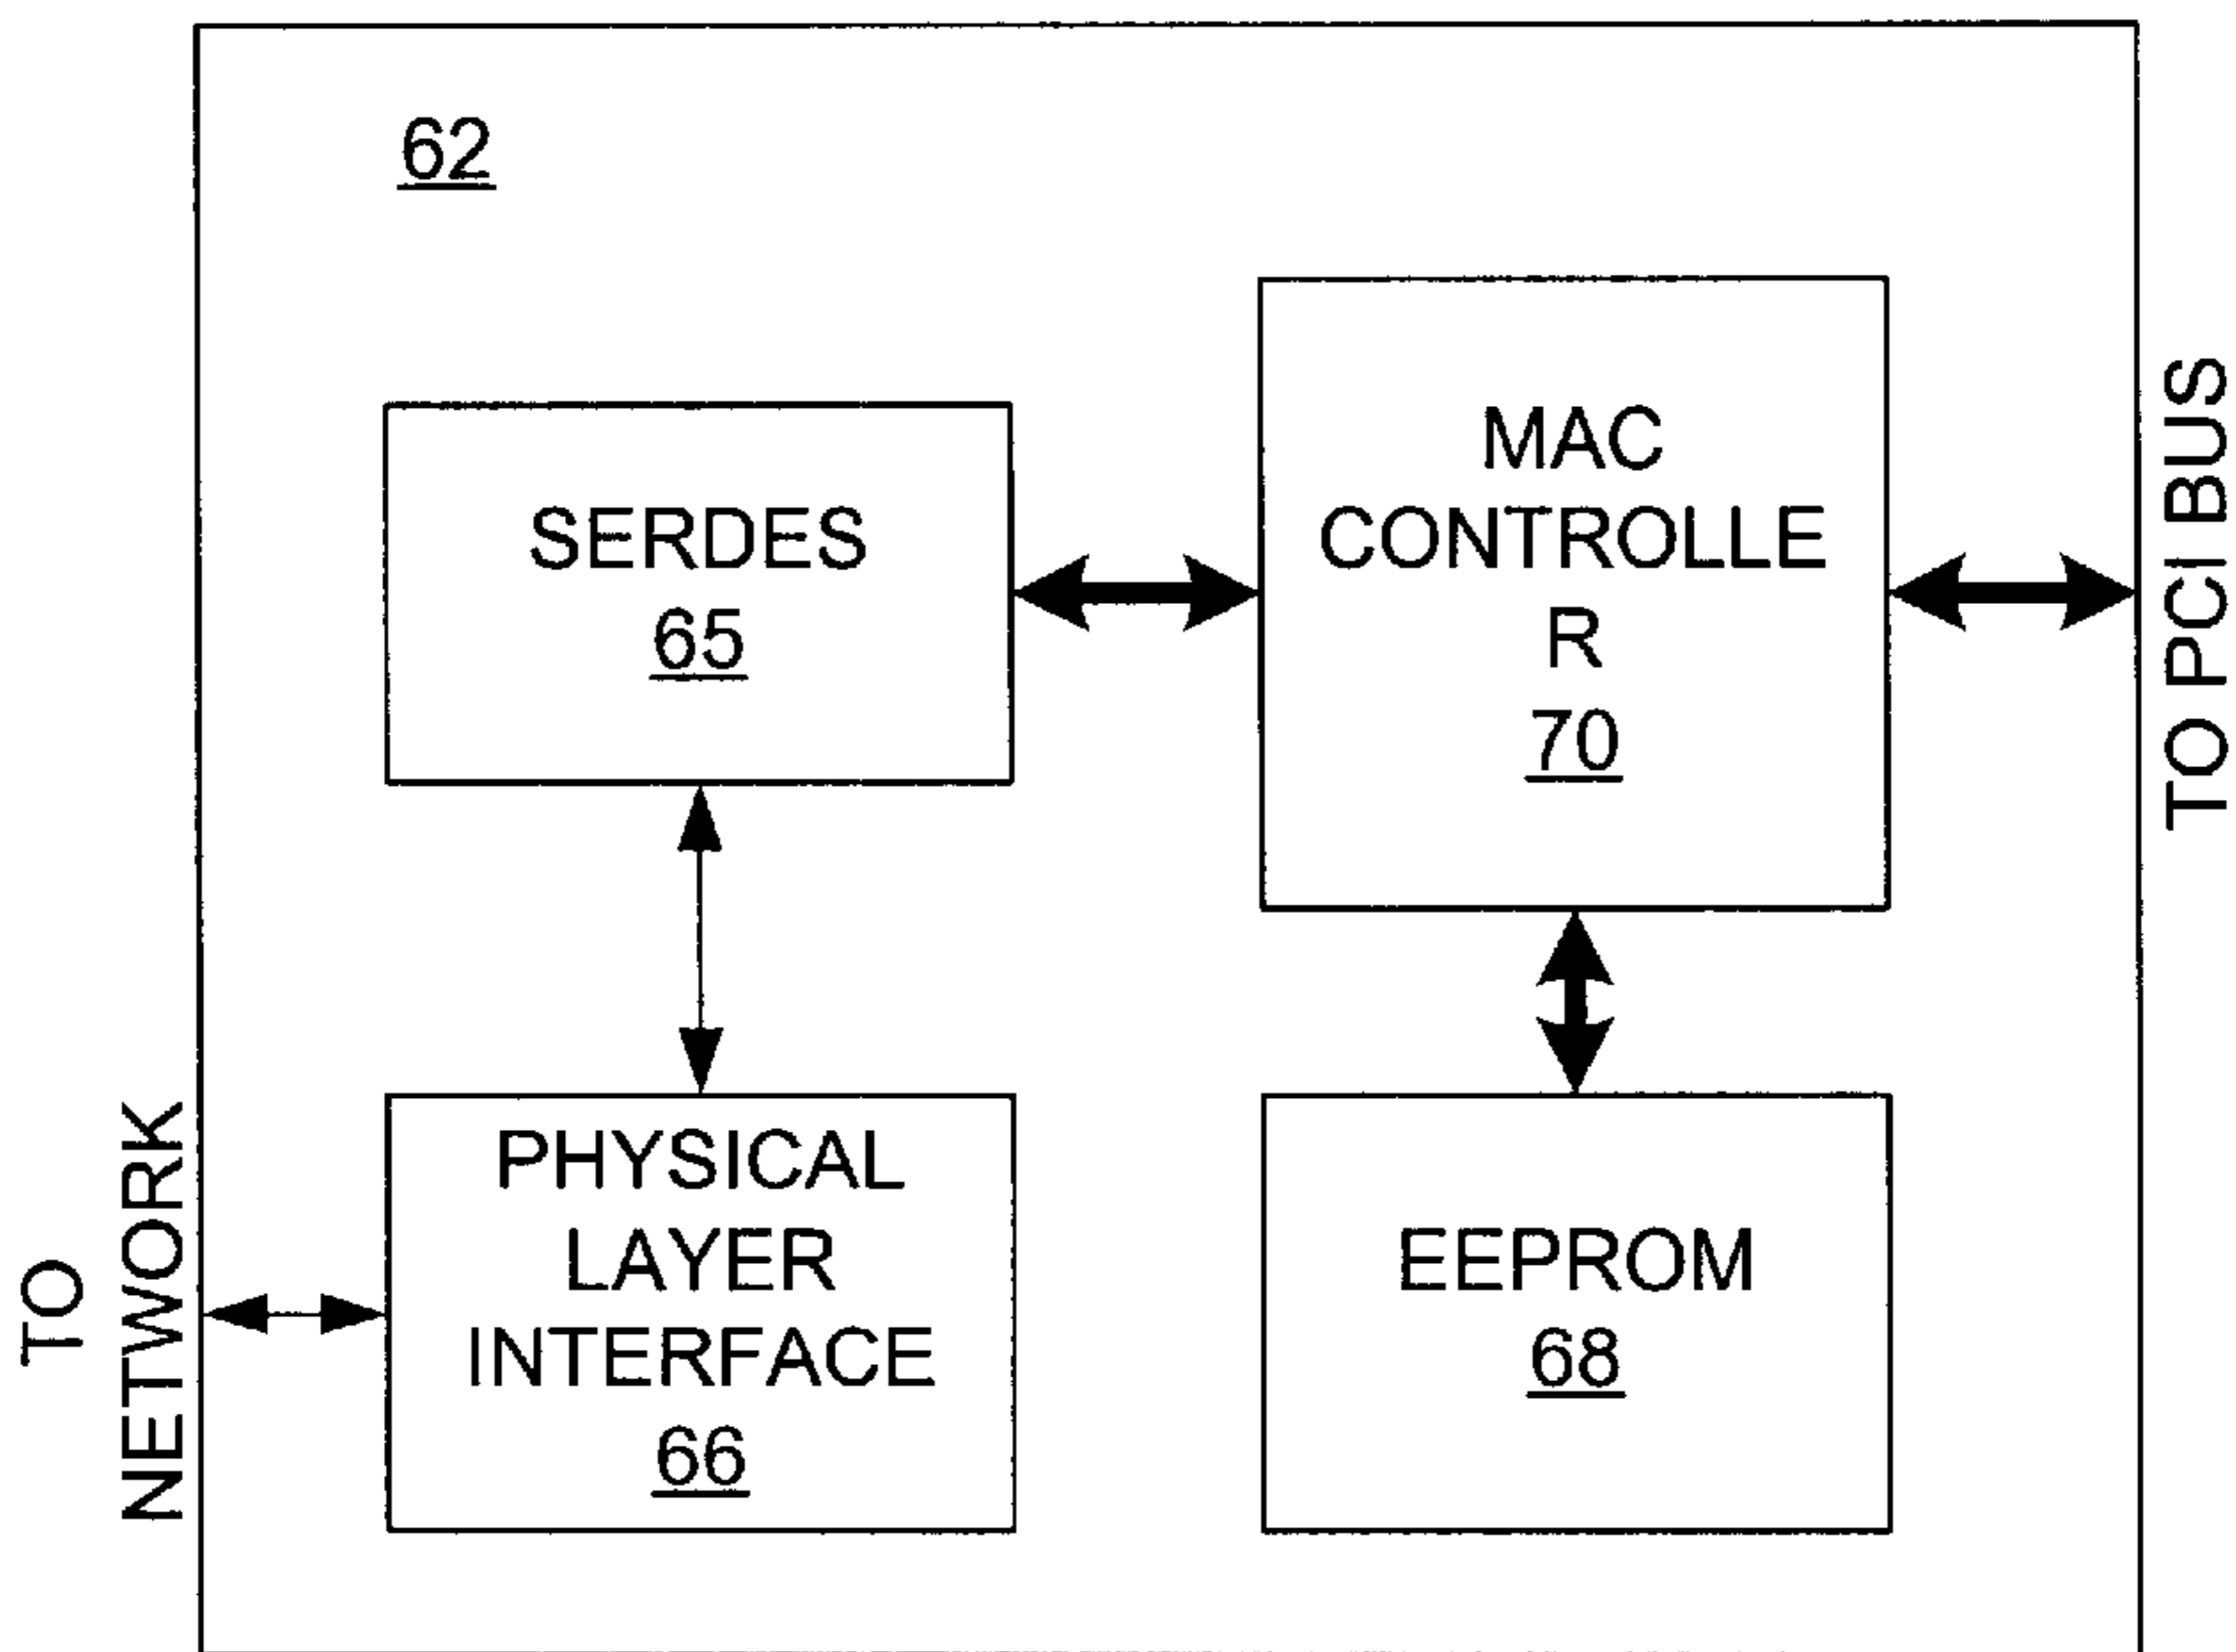 62
SERDES
65
MAC
CONTROLLE
R
70
TO PCI BUS
TO
NETWORK
PHYSICAL
LAYER
INTERFACE
66
EEPROM
68